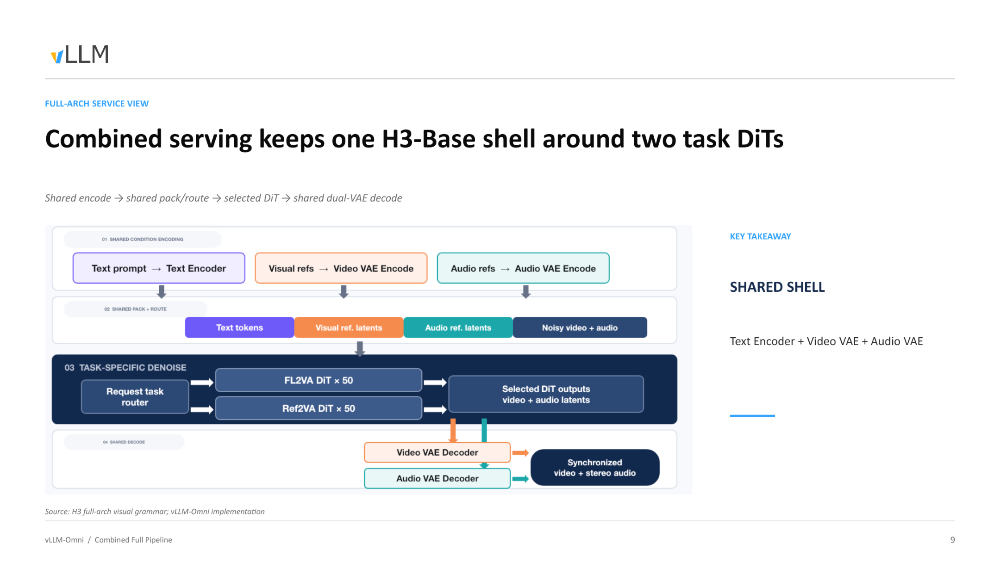 vLLM
FULL-ARCH SERVICE VIEW
Combined serving keeps one H3-Base shell around two task DiTs
Shared encode → shared pack/route → selected DiT → shared dual-VAE decode
01 SHARED CONDITION ENCODING
Text prompt → Text Encoder
Visual refs → Video VAE Encode
Audio refs → Audio VAE Encode
02 SHARED PACK + ROUTE
Text tokens
Visual ref. latents
Audio ref. latents
Noisy video + audio
03 TASK-SPECIFIC DENOISE
Request task
router
FL2VA DiT × 50
Ref2VA DiT × 50
Selected DiT outputs
video + audio latents
04 SHARED DECODE
Video VAE Decoder
Audio VAE Decoder
Synchronized
video + stereo audio
KEY TAKEAWAY
SHARED SHELL
Text Encoder + Video VAE + Audio VAE
Source: H3 full-arch visual grammar; vLLM-Omni implementation
vLLM-Omni / Combined Full Pipeline
9